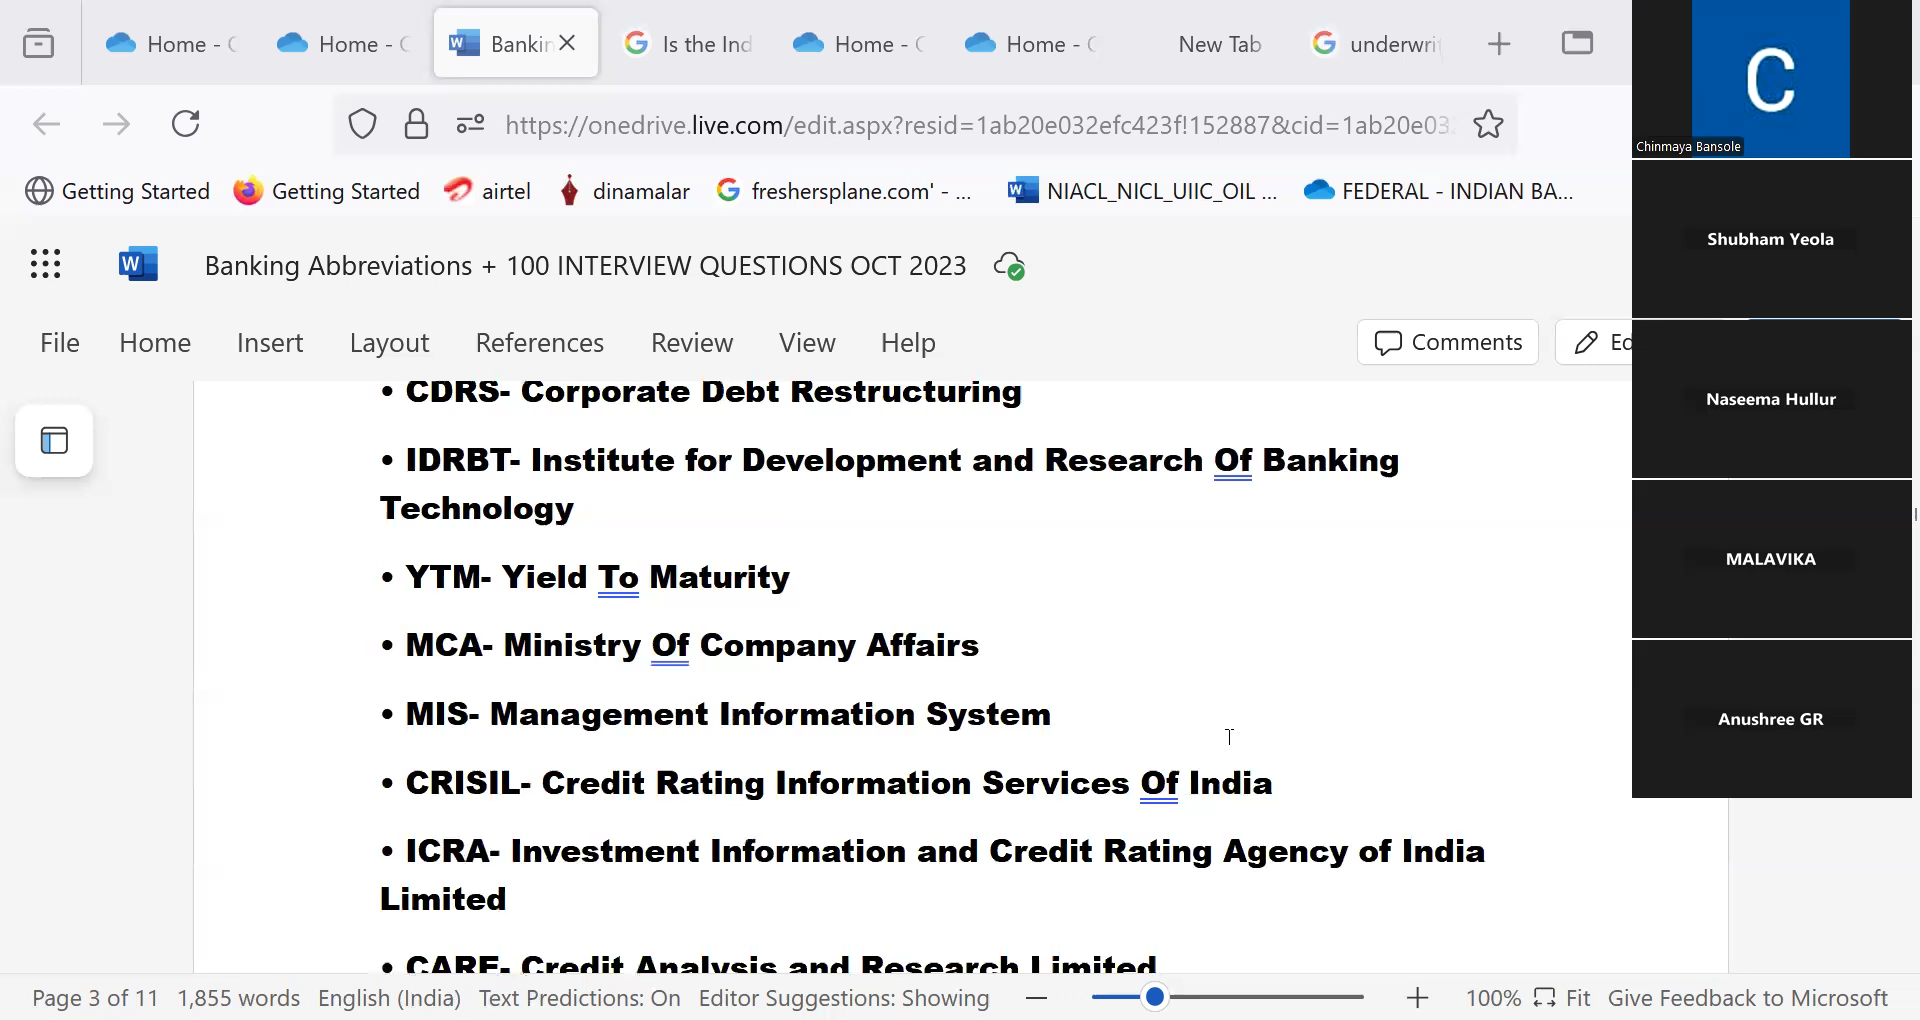 Home - C
Home - C
Bankin
Is the Ind
Home - C
Home - C
New Tab
underwrit
https://onedrive.live.com/edit.aspx?resid=1ab20e032efc423f!152887&cid=1ab20e03
Getting Started
Getting Started
airtel
dinamalar
freshersplane.com' - ...
NIACL_NICL_UIIC_OIL ...
FEDERAL - INDIAN BA...
Banking Abbreviations + 100 INTERVIEW QUESTIONS OCT 2023
File Home Insert Layout References Review View Help
Comments
Ed
• CDRS- Corporate Debt Restructuring
• IDRBT- Institute for Development and Research Of Banking
Technology
• YTM- Yield To Maturity
• MCA- Ministry Of Company Affairs
• MIS- Management Information System
• CRISIL- Credit Rating Information Services Of India
• ICRA- Investment Information and Credit Rating Agency of India
Limited
• CARE- Credit Analysis and Research Limited
Page 3 of 11 1,855 words English (India) Text Predictions: On Editor Suggestions: Showing
100% Fit Give Feedback to Microsoft
C
Chinmaya Bansole
Shubham Yeola
Naseema Hullur
MALAVIKA
Anushree GR